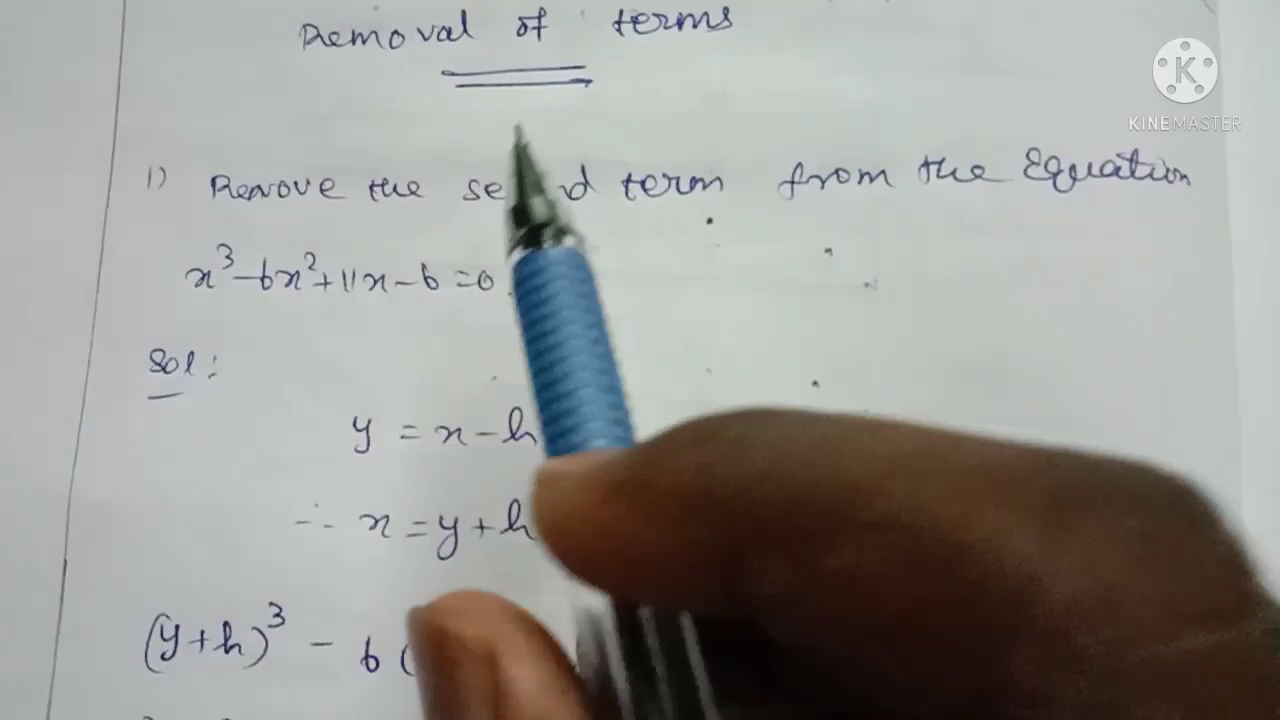 Removal of terms
KINEMASTER
1) Remove the second term from the Equation
x³-6x²+11x-6=0
Sol:
y = x-h
∴ x = y+h
(y+h)³ - 6(